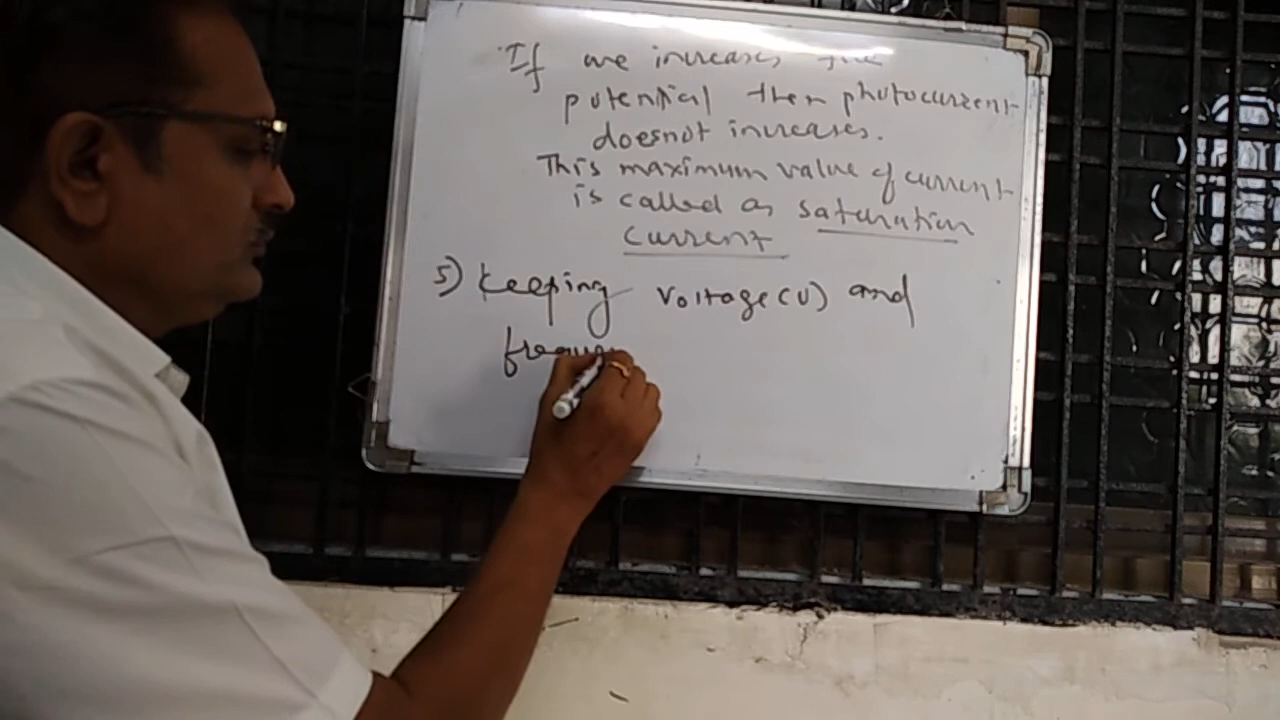 If we increases the
potential then photocurrent
doesnot increases.
This maximum value of current
is called as saturation
current
5) Keeping voltage(v) and